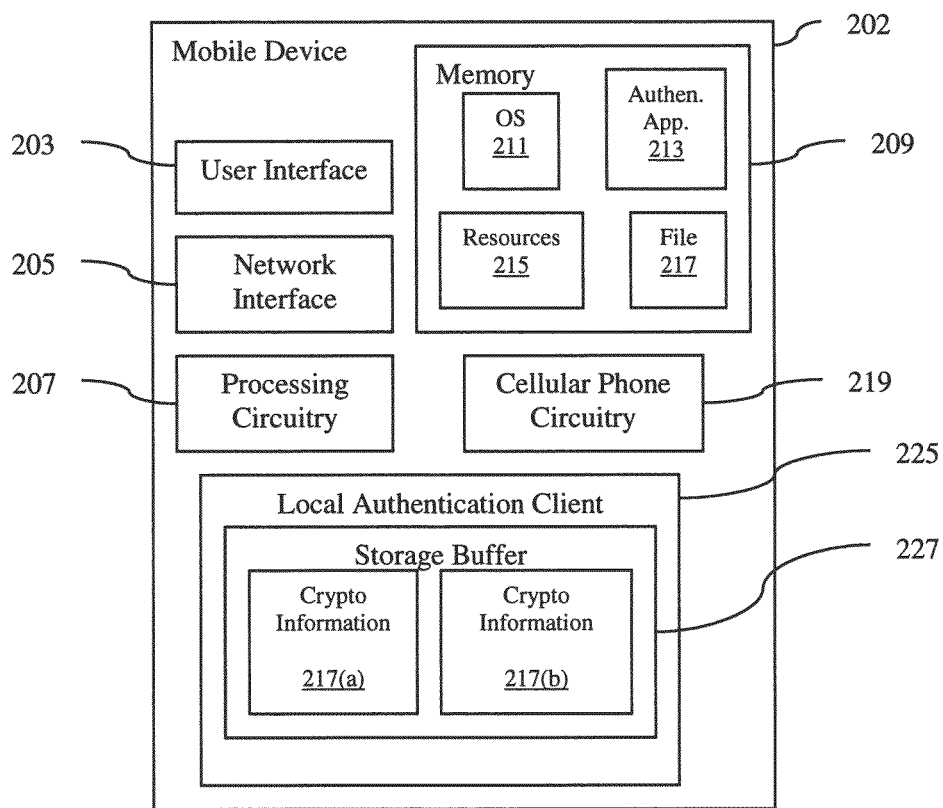 202
Mobile Device
Memory
OS
211
Authen.
App.
213
203
209
User Interface
Resources
215
File
217
205
Network
Interface
207
Processing
Circuitry
Cellular Phone
Circuitry
219
225
Local Authentication Client
227
Storage Buffer
Crypto
Information
217(a)
Crypto
Information
217(b)